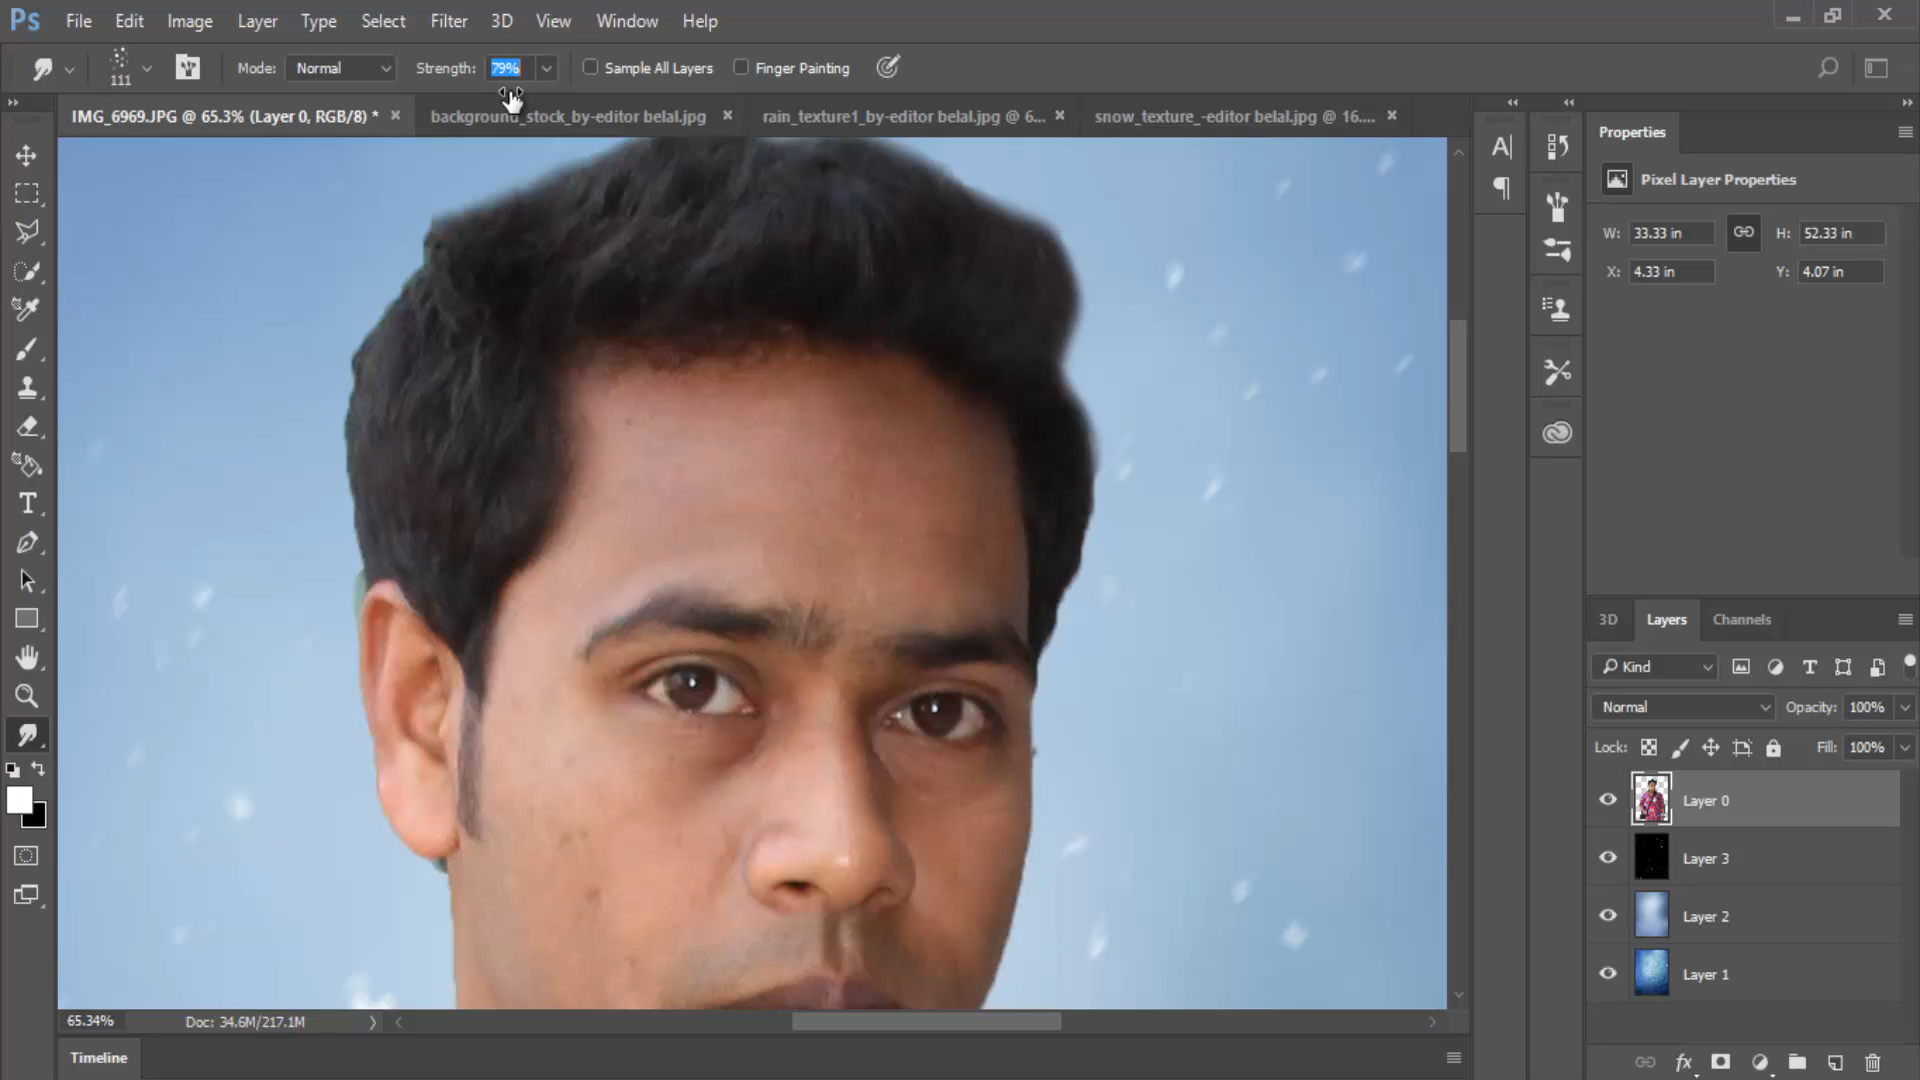 Ps File Edit Image Layer Type Select Filter 3D View Window Help
111 Mode: Normal Strength: 79% Sample All Layers Finger Painting
IMG_6969.JPG @ 65.3% (Layer 0, RGB/8) * × background_stock_by-editor belal.jpg × rain_texture1_by-editor belal.jpg @ 6... × snow_texture_-editor belal.jpg @ 16.... ×
Properties
Pixel Layer Properties
W: 33.33 in H: 52.33 in
X: 4.33 in Y: 4.07 in
3D Layers Channels
Kind
Normal Opacity: 100%
Lock: Fill: 100%
Layer 0
Layer 3
Layer 2
Layer 1
65.34% Doc: 34.6M/217.1M
Timeline